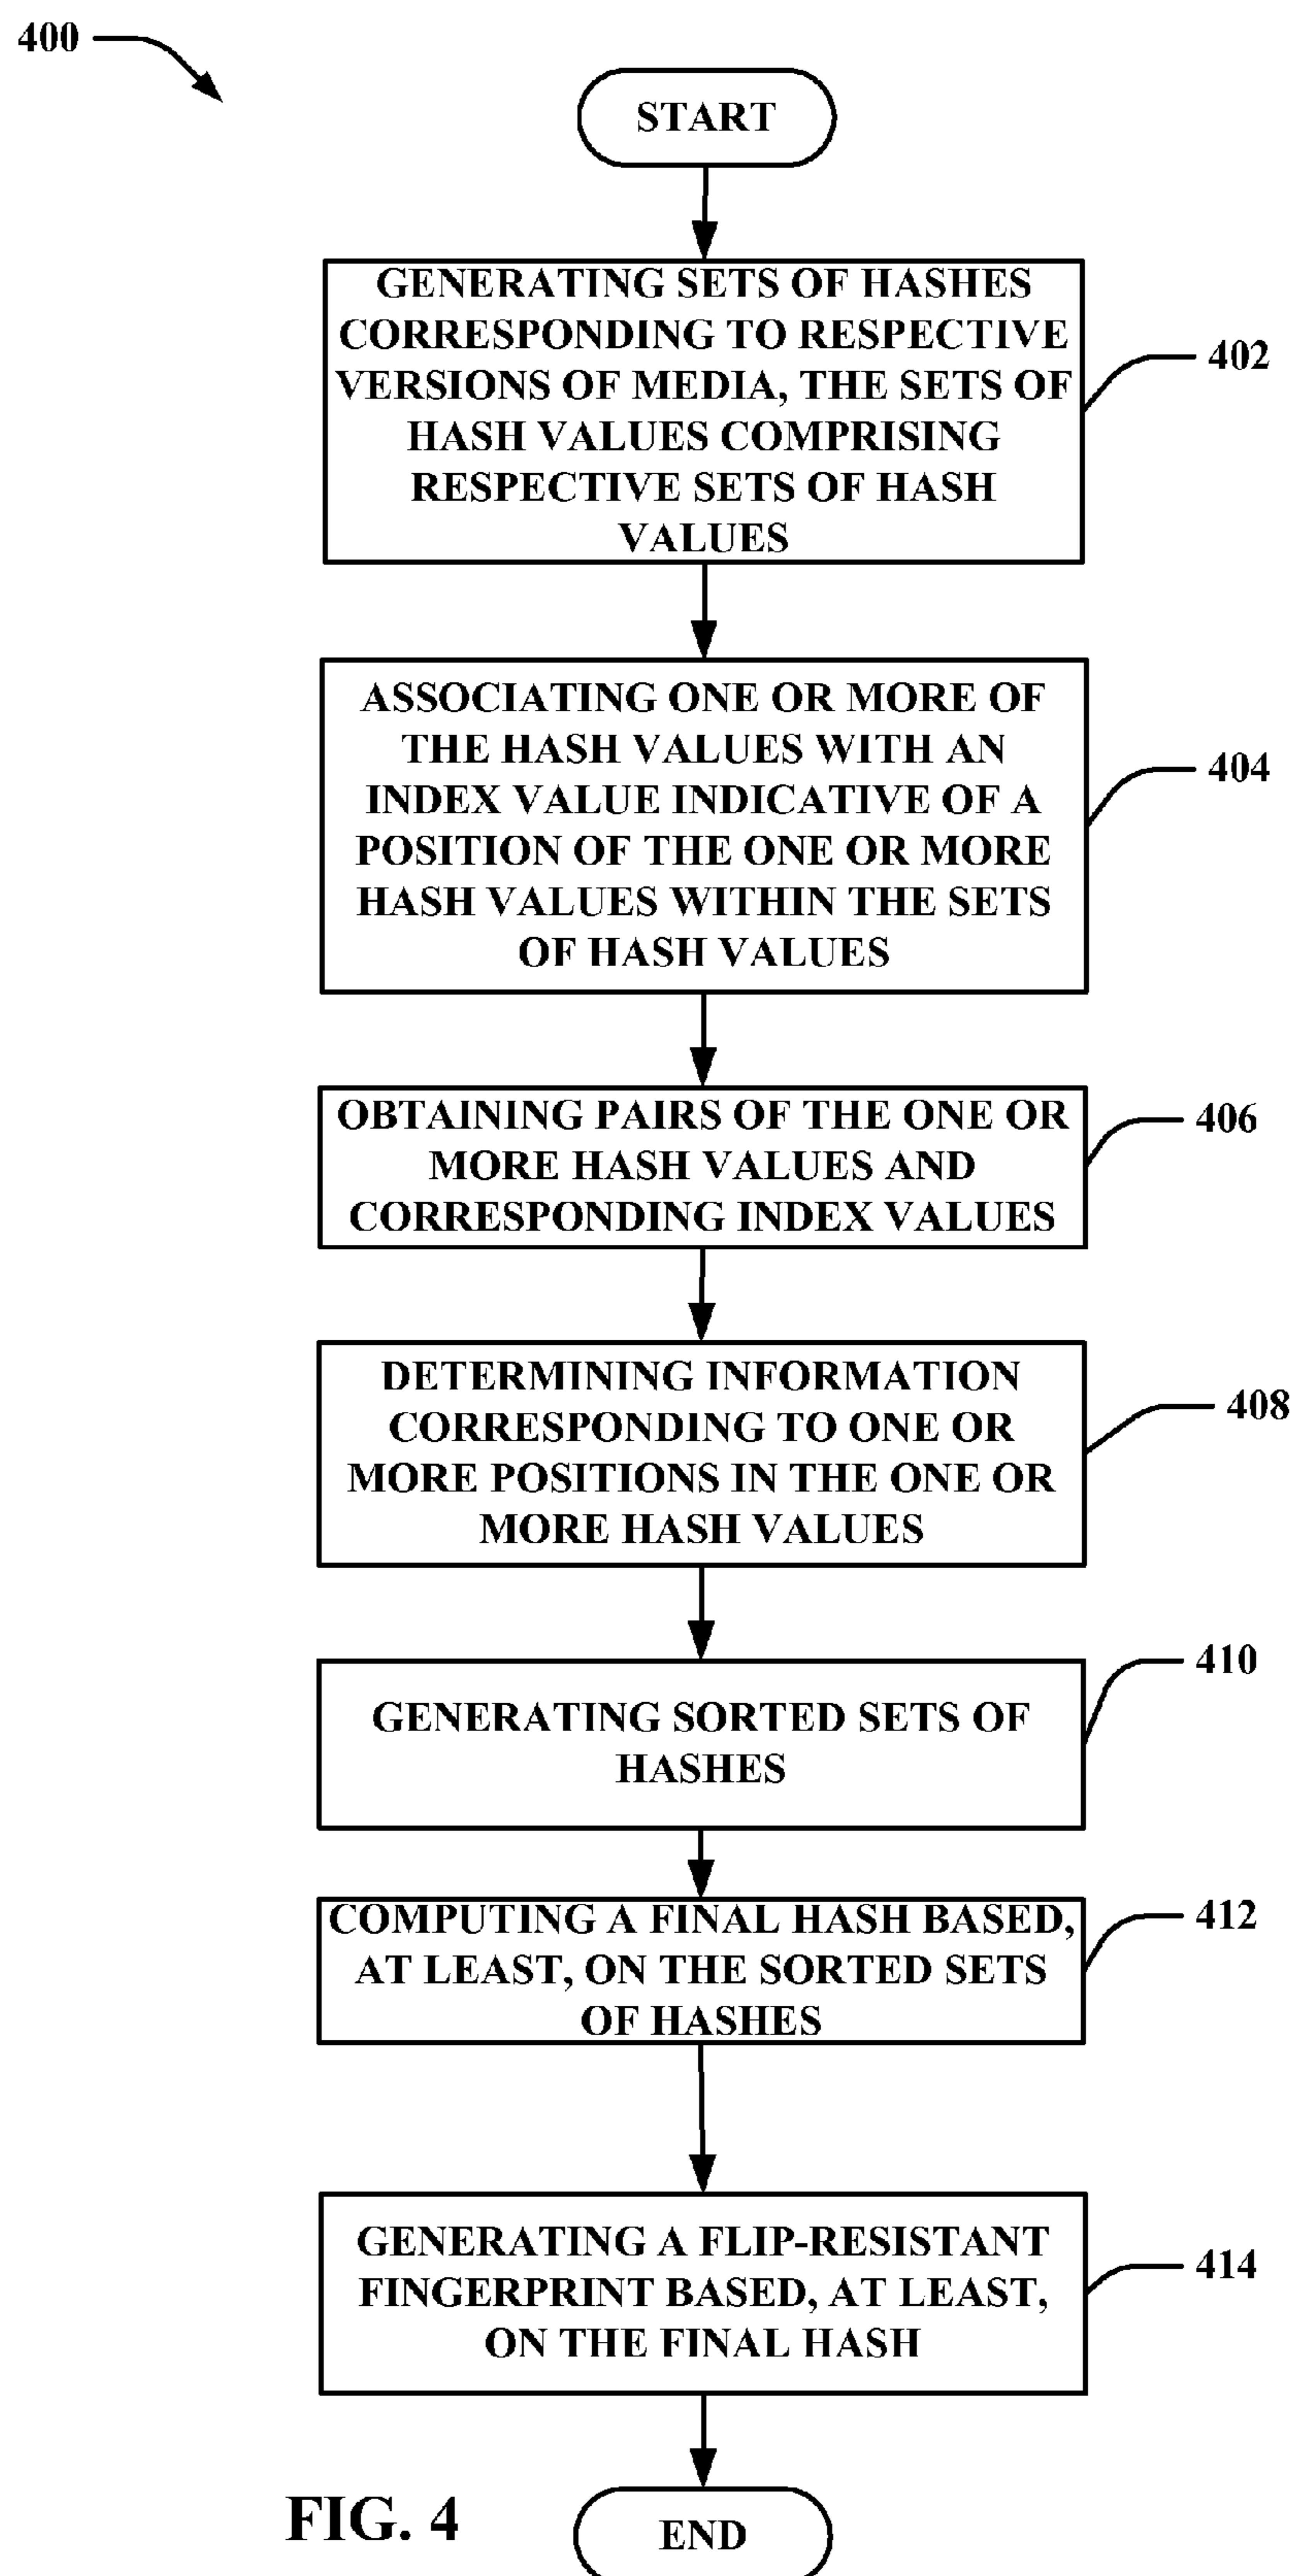 400
START
GENERATING SETS OF HASHES
CORRESPONDING TO RESPECTIVE
VERSIONS OF MEDIA, THE SETS OF
HASH VALUES COMPRISING
RESPECTIVE SETS OF HASH
VALUES
402
ASSOCIATING ONE OR MORE OF
THE HASH VALUES WITH AN
INDEX VALUE INDICATIVE OF A
POSITION OF THE ONE OR MORE
HASH VALUES WITHIN THE SETS
OF HASH VALUES
404
OBTAINING PAIRS OF THE ONE OR
MORE HASH VALUES AND
CORRESPONDING INDEX VALUES
406
DETERMINING INFORMATION
CORRESPONDING TO ONE OR
MORE POSITIONS IN THE ONE OR
MORE HASH VALUES
408
GENERATING SORTED SETS OF
HASHES
410
COMPUTING A FINAL HASH BASED,
AT LEAST, ON THE SORTED SETS
OF HASHES
412
GENERATING A FLIP-RESISTANT
FINGERPRINT BASED, AT LEAST,
ON THE FINAL HASH
414
END
FIG. 4